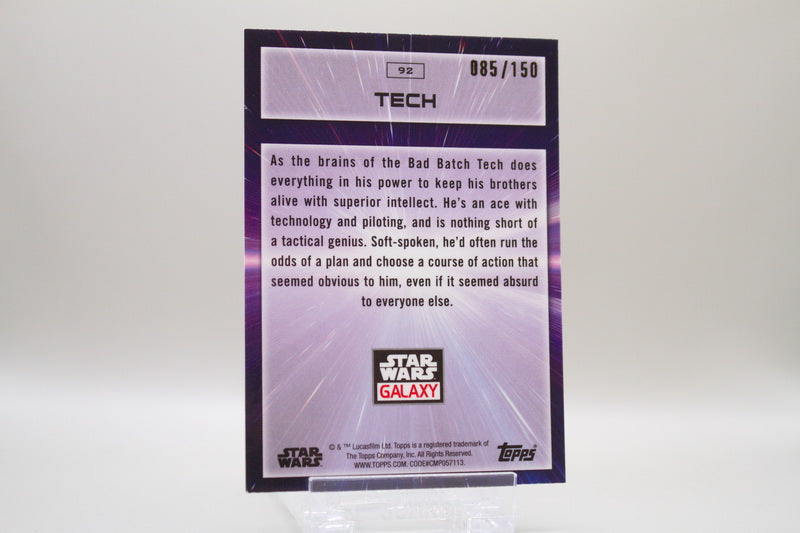 92
085/150
TECH
As the brains of the Bad Batch Tech does
everything in his power to keep his brothers
alive with superior intellect. He's an ace with
technology and piloting, and is nothing short of
a tactical genius. Soft-spoken, he'd often run the
odds of a plan and choose a course of action that
seemed obvious to him, even if it seemed absurd
to everyone else.
STAR
WARS
GALAXY
STAR
WARS
© & ™ Lucasfilm Ltd. Topps is a registered trademark of
The Topps Company, Inc. All Rights Reserved.
WWW.TOPPS.COM. CODE#CMP057113.
topps®